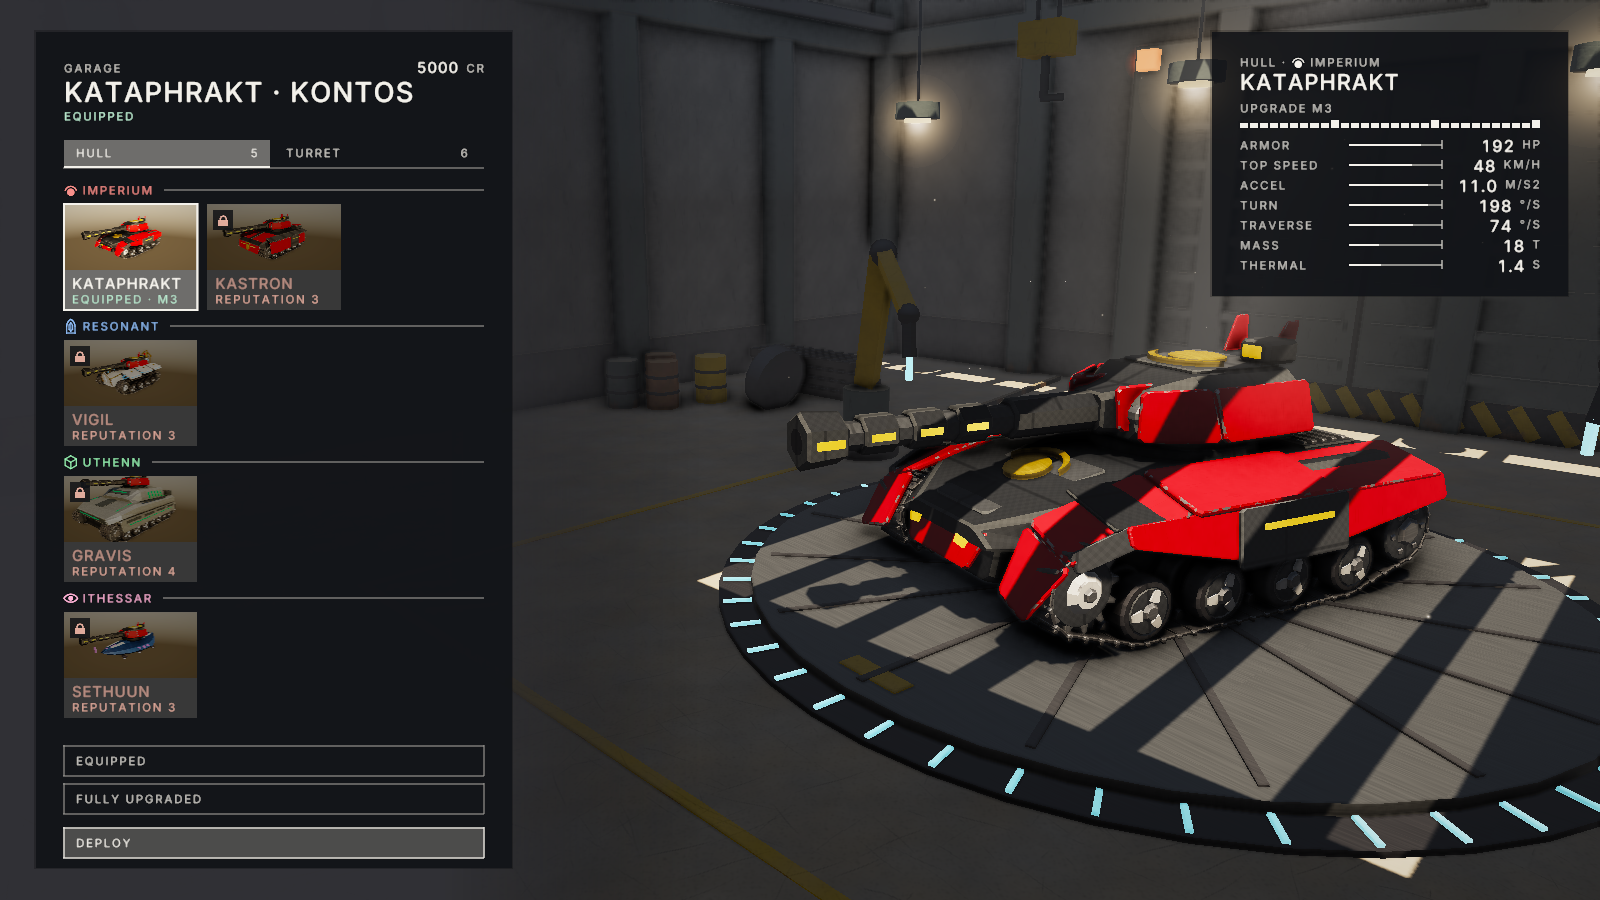 GARAGE
5000 CR
KATAPHRAKT · KONTOS
EQUIPPED
HULL 5
TURRET 6
IMPERIUM
KATAPHRAKT
EQUIPPED · M3
KASTRON
REPUTATION 3
RESONANT
VIGIL
REPUTATION 3
UTHENN
GRAVIS
REPUTATION 4
ITHESSAR
SETHUUN
REPUTATION 3
EQUIPPED
FULLY UPGRADED
DEPLOY
HULL · IMPERIUM
KATAPHRAKT
UPGRADE M3
ARMOR 192 HP
TOP SPEED 48 KM/H
ACCEL 11.0 M/S2
TURN 198 °/S
TRAVERSE 74 °/S
MASS 18 T
THERMAL 1.4 S